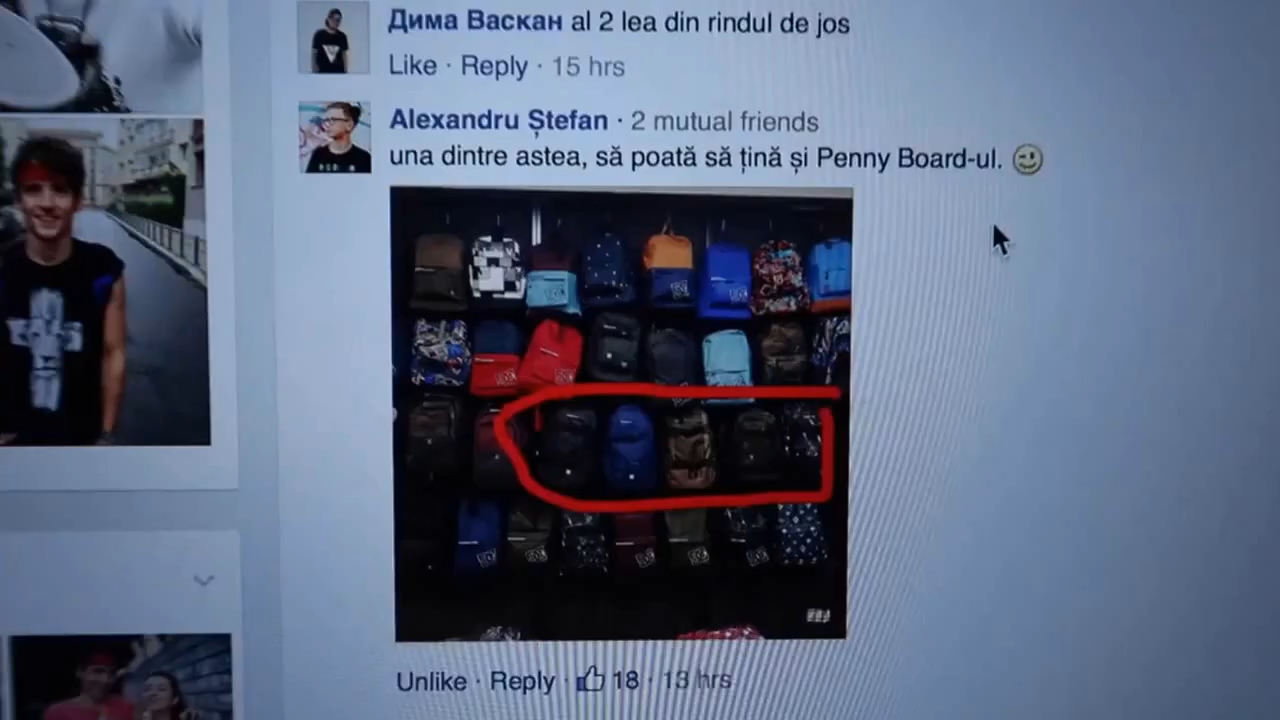 Дима Васкан al 2 lea din rindul de jos
Like · Reply · 15 hrs
Alexandru Ștefan · 2 mutual friends
una dintre astea, să poată să țină și Penny Board-ul. 😉
Unlike · Reply · 18 · 13 hrs